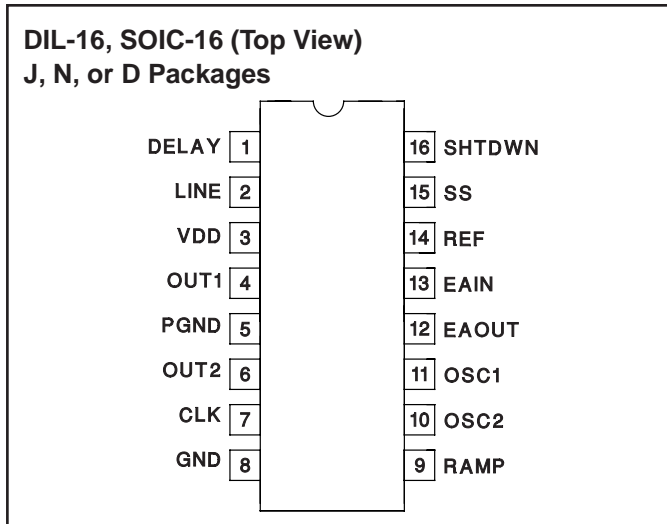 DIL-16, SOIC-16 (Top View)
J, N, or D Packages
DELAY 1 16 SHTDWN
LINE 2 15 SS
VDD 3 14 REF
OUT1 4 13 EAIN
PGND 5 12 EAOUT
OUT2 6 11 OSC1
CLK 7 10 OSC2
GND 8 9 RAMP